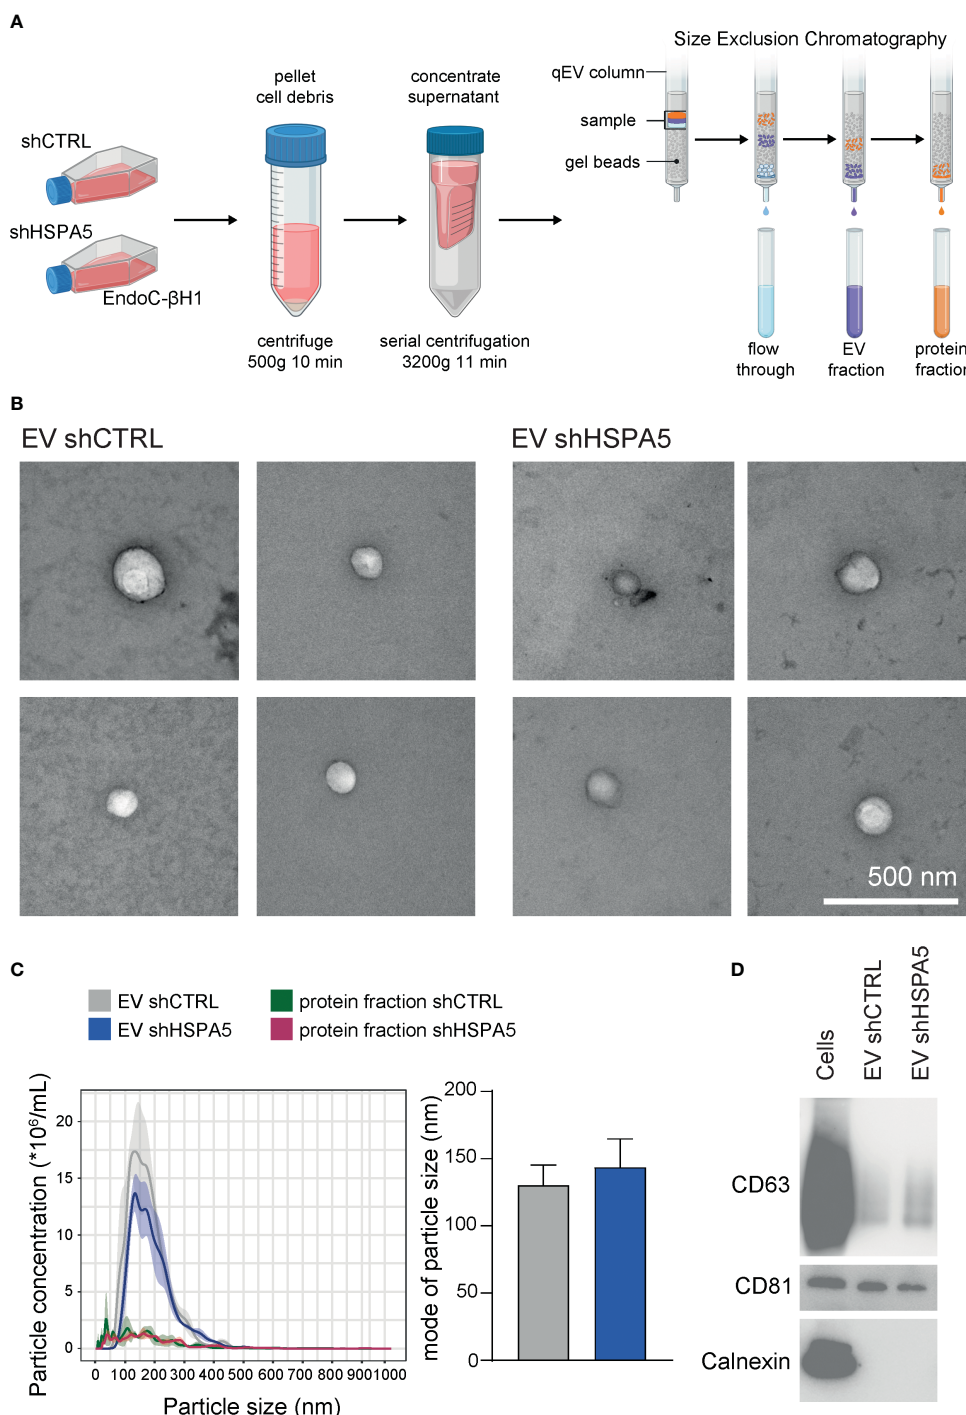 A
Size Exclusion Chromatography
pellet
cell debris
concentrate
supernatant
qEV column
sample
gel beads
shCTRL
shHSPA5
EndoC-βH1
centrifuge
500g 10 min
serial centrifugation
3200g 11 min
flow
through
EV
fraction
protein
fraction
B
EV shCTRL
EV shHSPA5
500 nm
C
EV shCTRL
EV shHSPA5
protein fraction shCTRL
protein fraction shHSPA5
Particle concentration (*10⁶/mL)
20
15
10
5
0
0 100 200 300 400 500 600 700 800 900 1000
Particle size (nm)
mode of particle size (nm)
200
150
100
50
0
D
Cells
EV shCTRL
EV shHSPA5
CD63
CD81
Calnexin